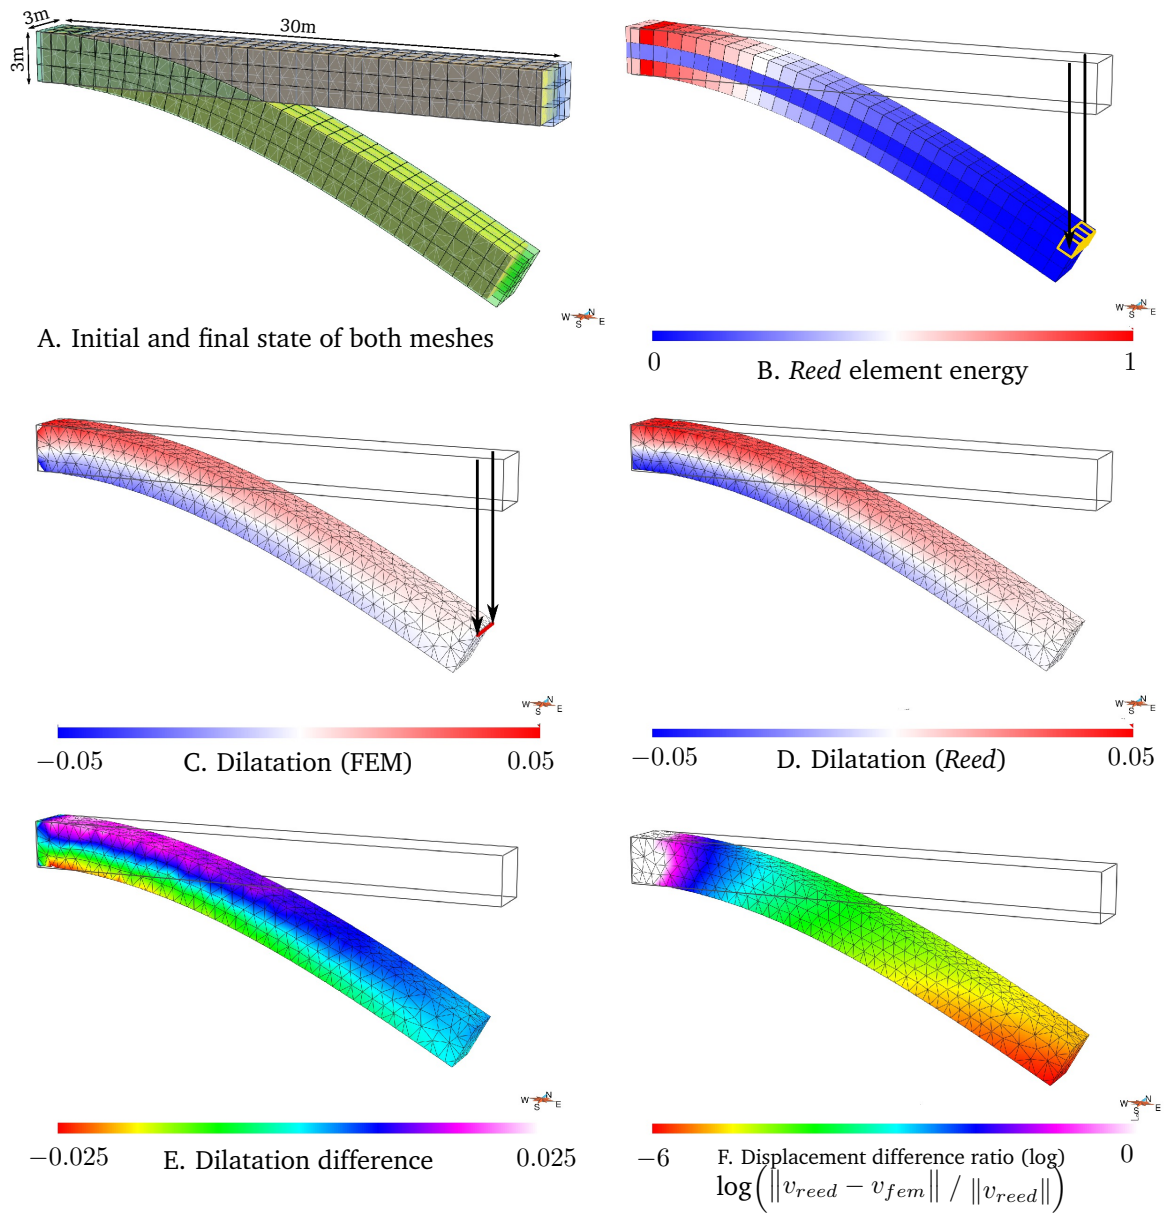 3m
30m
3m
W N S E
A. Initial and final state of both meshes
W N S E
0 1
B. Reed element energy
W N S E
−0.05 0.05
C. Dilatation (FEM)
W N S E
−0.05 0.05
D. Dilatation (Reed)
W N S E
−0.025 0.025
E. Dilatation difference
W N S E
−6 0
F. Displacement difference ratio (log)
log(‖v_reed − v_fem‖ / ‖v_reed‖)